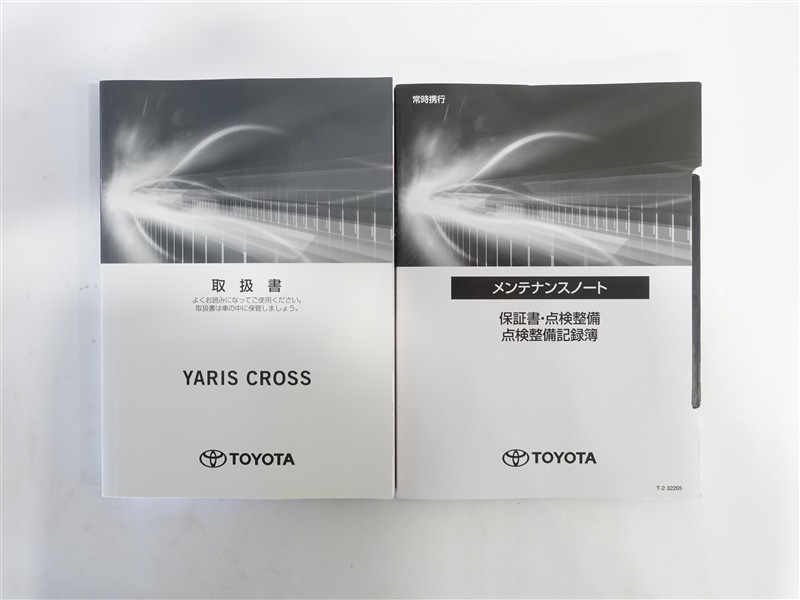 取扱書
よくお読みになってご使用ください。
取扱書は車の中に保管しましょう。
YARIS CROSS
TOYOTA
常時携行
メンテナンスノート
保証書・点検整備
点検整備記録簿
TOYOTA
T-2 32205